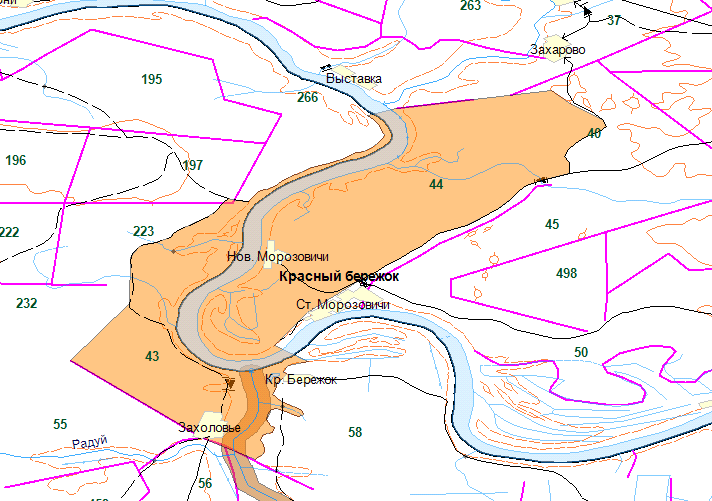 263
37
Захарово
195
Выставка
266
40
196
197
44
45
222
223
Нов. Морозовичи
498
Красный бережок
232
Ст. Морозовичи
43
50
Кр. Бережок
55
Захоловье
58
Радуй
56